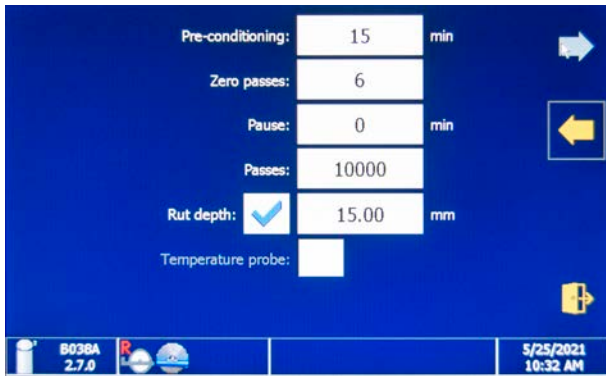 Pre-conditioning: 15 min
Zero passes: 6
Pause: 0 min
Passes: 10000
Rut depth: 15.00 mm
Temperature probe:
R
B038A
2.7.0
5/25/2021
10:32 AM